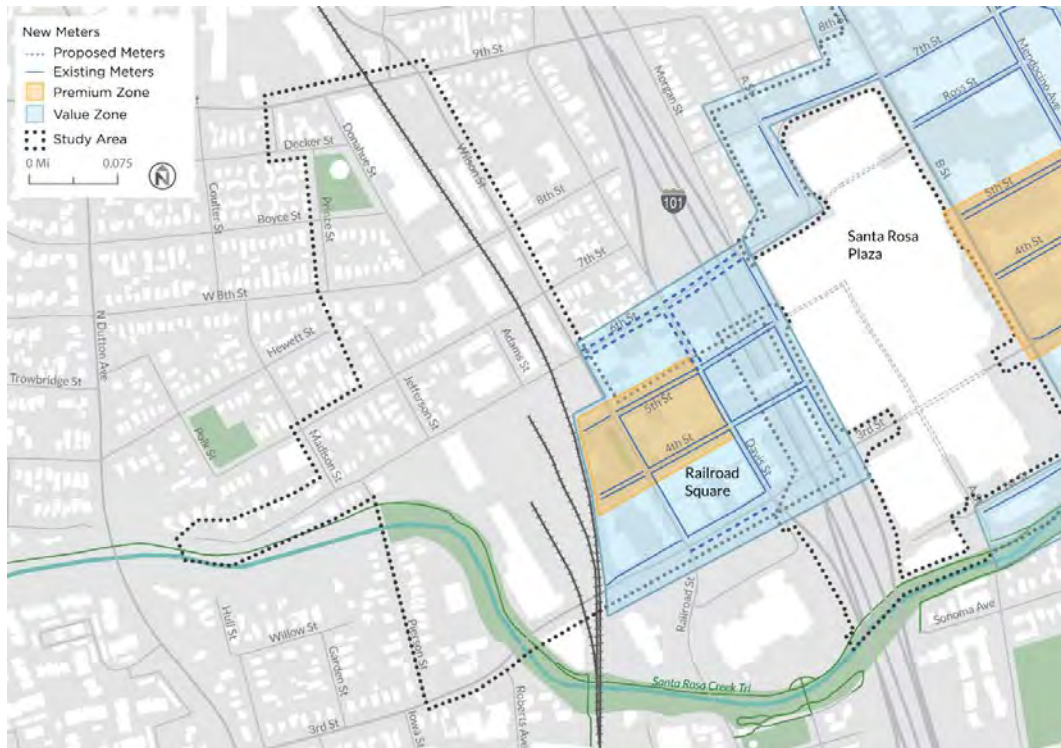 New Meters
Proposed Meters
Existing Meters
Premium Zone
Value Zone
Study Area
0 Mi 0.075
N
9th St
8th St
7th St
Ross St
Mendocino Ave
Morgan St
A St
Decker St
Donahue St
Wilson St
101
B St
5th St
4th St
Coulter St
Boyce St
Prince St
8th St
7th St
Santa Rosa
Plaza
W 8th St
6th St
N Dutton Ave
Hewett St
Adams St
Trowbridge St
Jefferson St
5th St
4th St
3rd St
Polk St
Madison St
Davis St
Railroad
Square
Railroad St
Sonoma Ave
Hull St
Willow St
Garden St
Pierson St
Santa Rosa Creek Trl
3rd St
Iowa St
Roberts Ave